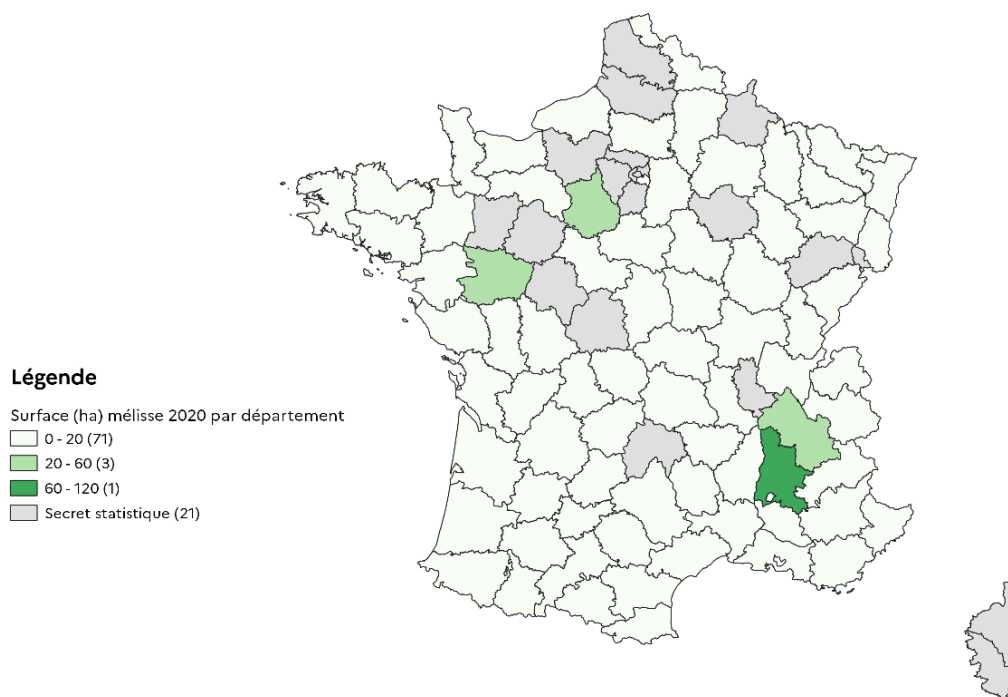 Légende
Surface (ha) mélisse 2020 par département
0 - 20 (71)
20 - 60 (3)
60 - 120 (1)
Secret statistique (21)